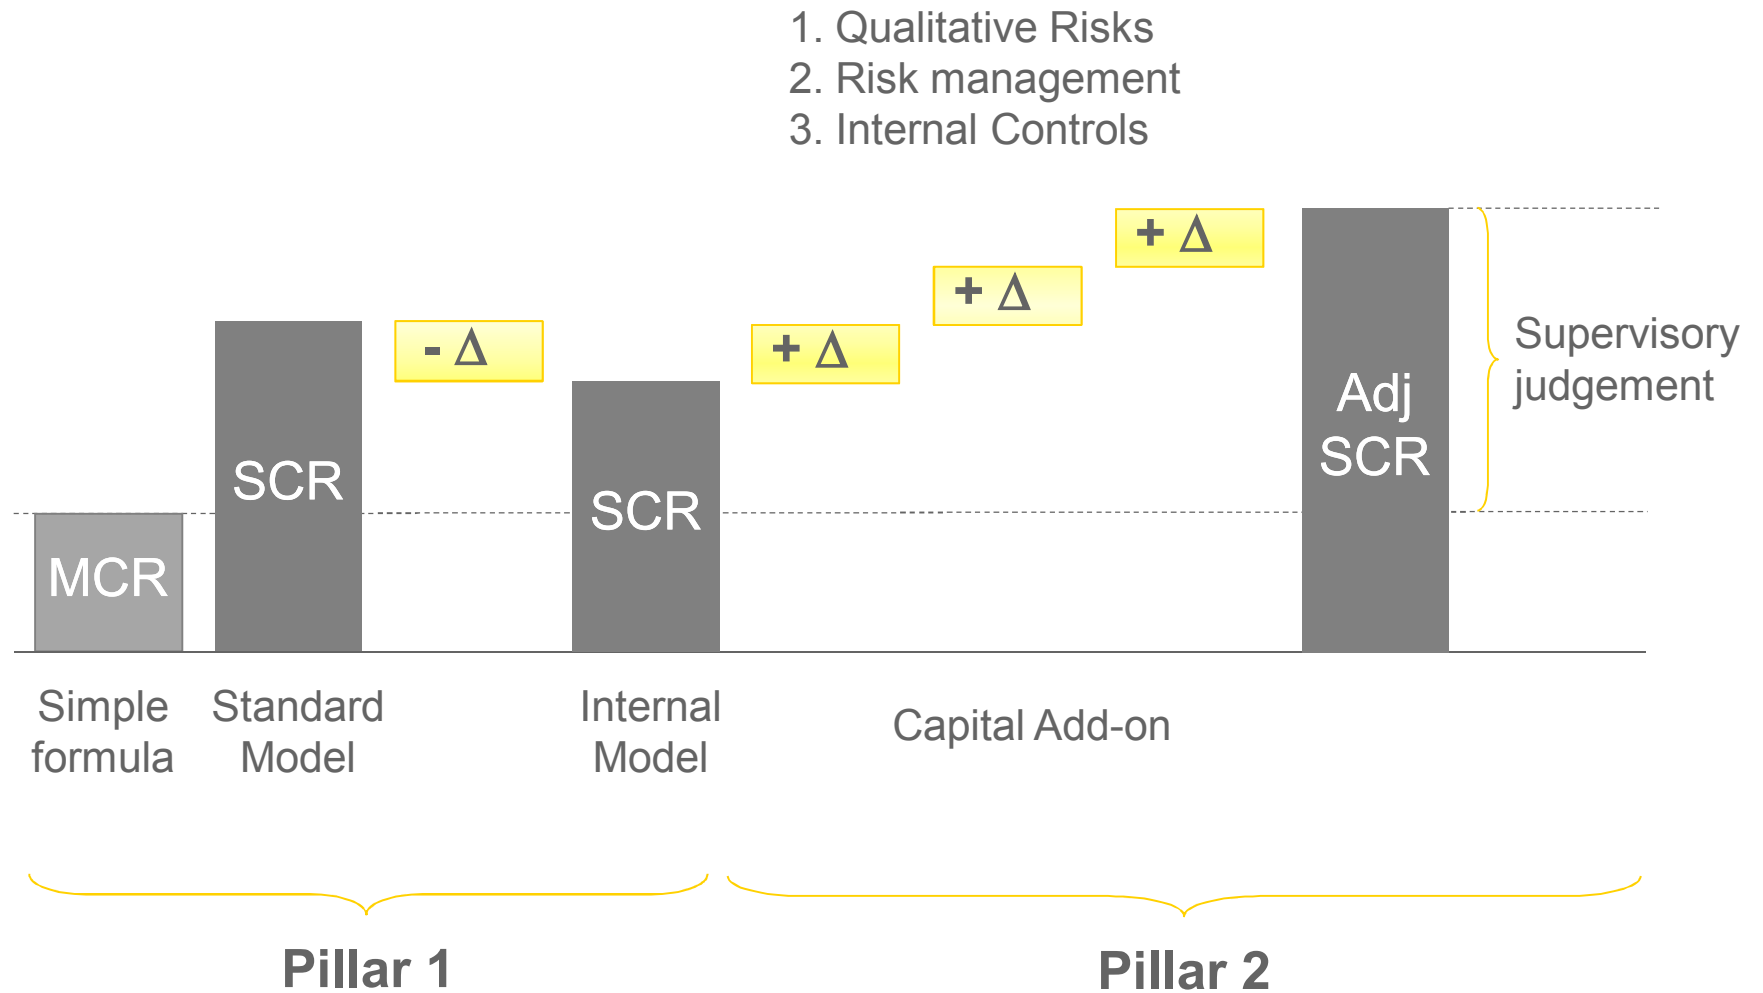 1. Qualitative Risks
2. Risk management
3. Internal Controls
+ Δ
+ Δ
- Δ
+ Δ
Supervisory
judgement
Adj
SCR
SCR
SCR
MCR
Simple
formula
Standard
Model
Internal
Model
Capital Add-on
Pillar 1
Pillar 2